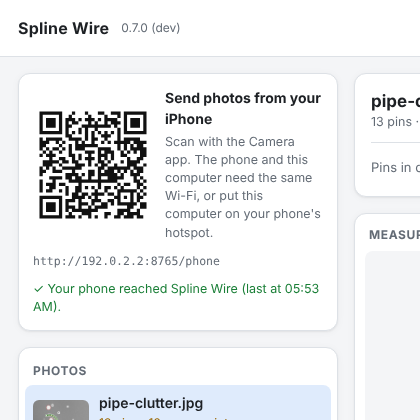 Spline Wire 0.7.0 (dev)
Send photos from your
iPhone
Scan with the Camera
app. The phone and this
computer need the same
Wi-Fi, or put this
computer on your phone's
hotspot.
http://192.0.2.2:8765/phone
✓ Your phone reached Spline Wire (last at 05:53
AM).
PHOTOS
pipe-clutter.jpg
pipe-c
13 pins ·
Pins in c
MEASUR